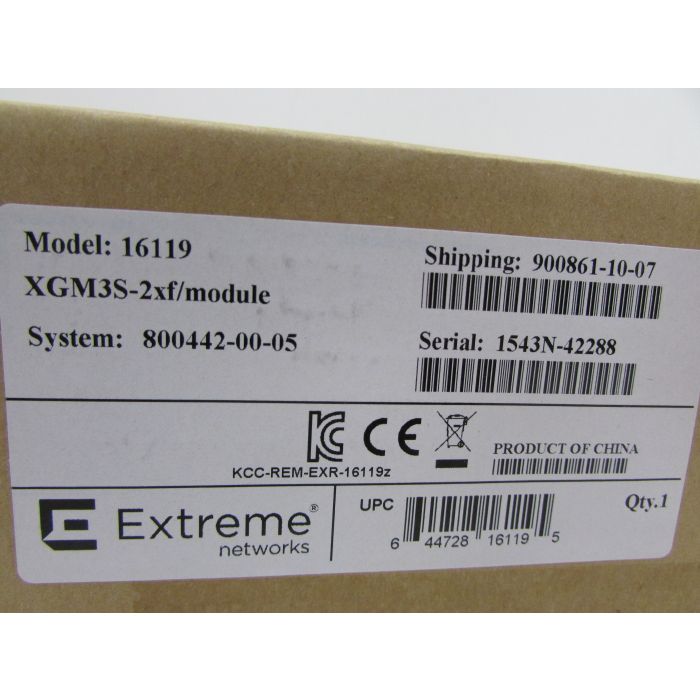 Model: 16119
XGM3S-2xf/module
System: 800442-00-05
Shipping: 900861-10-07
Serial: 1543N-42288
KCC-REM-EXR-16119z
PRODUCT OF CHINA
Extreme®
networks
UPC
6 44728 16119 5
Qty.1